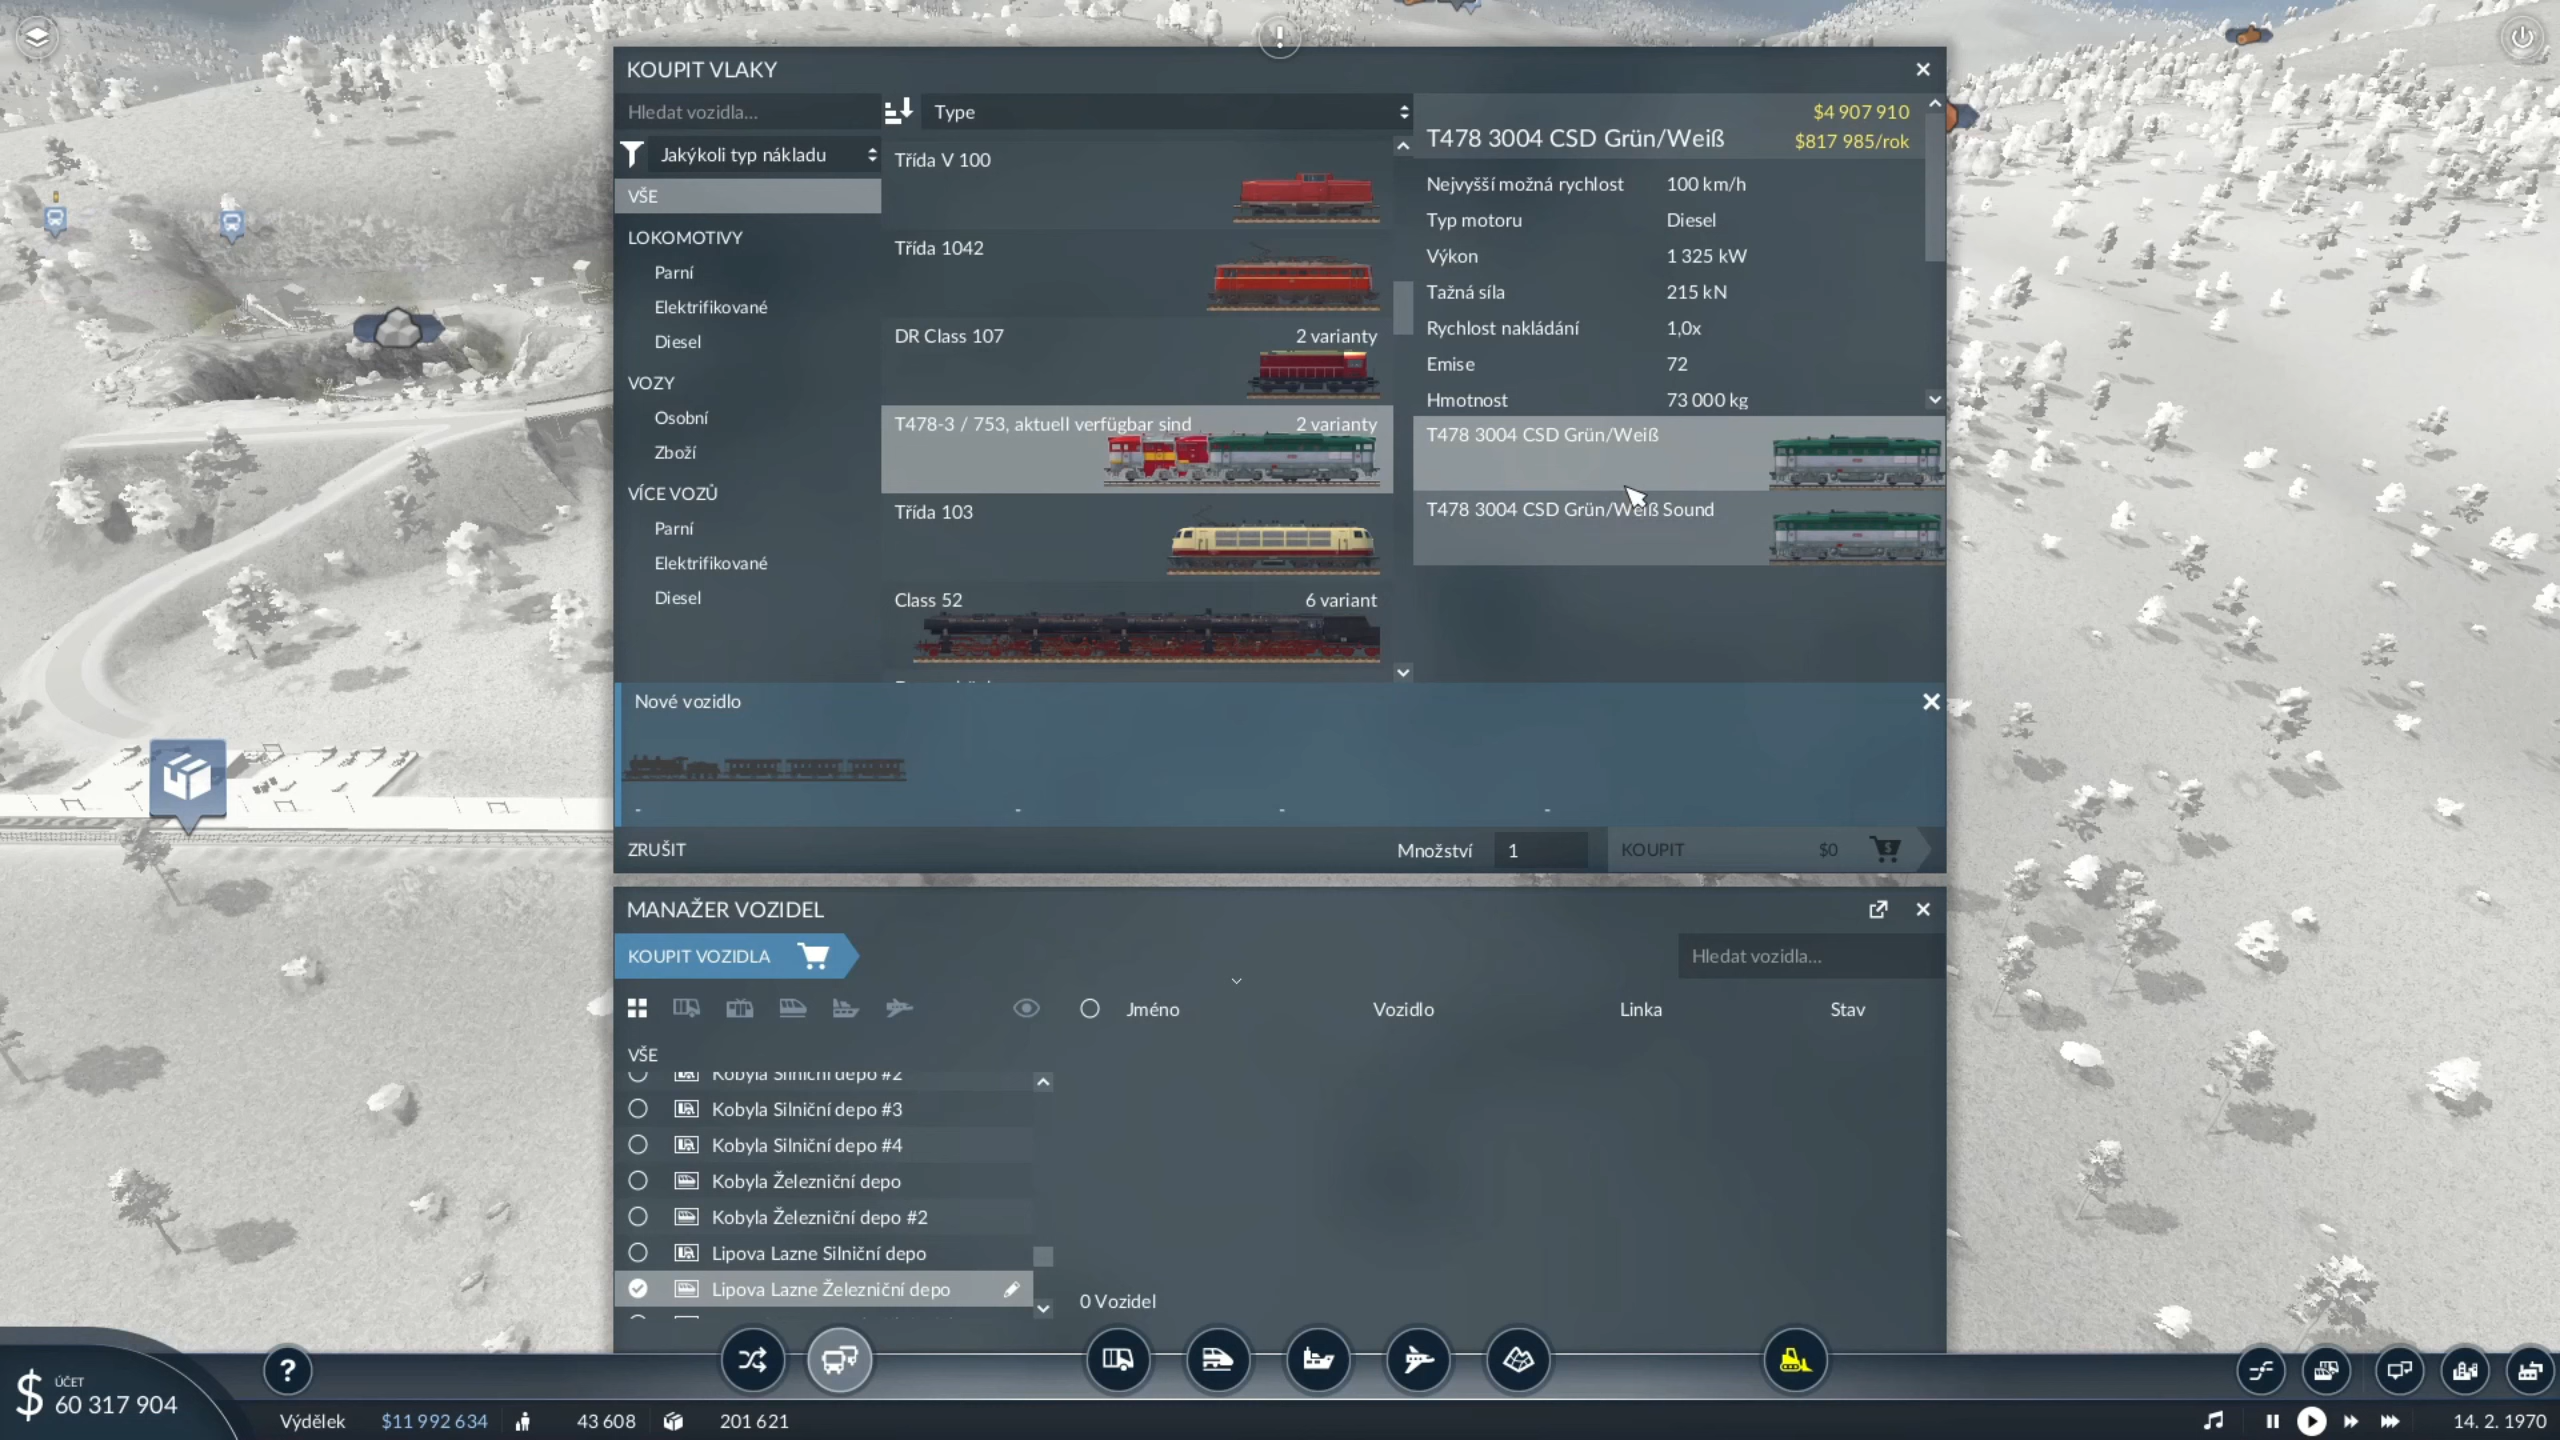 KOUPIT VLAKY
Hledat vozidla...
Type
Jakýkoli typ nákladu
VŠE
LOKOMOTIVY
Parní
Elektrifikované
Diesel
VOZY
Osobní
Zboží
VÍCE VOZŮ
Parní
Elektrifikované
Diesel
Třída V 100
Třída 1042
DR Class 107 2 varianty
T478-3 / 753, aktuell verfügbar sind 2 varianty
Třída 103
Class 52 6 variant
$4 907 910
T478 3004 CSD Grün/Weiß
$817 985/rok
Nejvyšší možná rychlost 100 km/h
Typ motoru Diesel
Výkon 1 325 kW
Tažná síla 215 kN
Rychlost nakládání 1,0x
Emise 72
Hmotnost 73 000 kg
T478 3004 CSD Grün/Weiß
T478 3004 CSD Grün/Weiß Sound
Nové vozidlo
- - - -
ZRUŠIT
Množství 1
KOUPIT $0
MANAŽER VOZIDEL
KOUPIT VOZIDLA
Hledat vozidla...
Jméno Vozidlo Linka Stav
VŠE
Kobyla Silniční depo #2
Kobyla Silniční depo #3
Kobyla Silniční depo #4
Kobyla Železniční depo
Kobyla Železniční depo #2
Lipova Lazne Silniční depo
Lipova Lazne Železniční depo
0 Vozidel
?
ÚČET
$ 60 317 904
Výdělek $11 992 634 43 608 201 621
14. 2. 1970